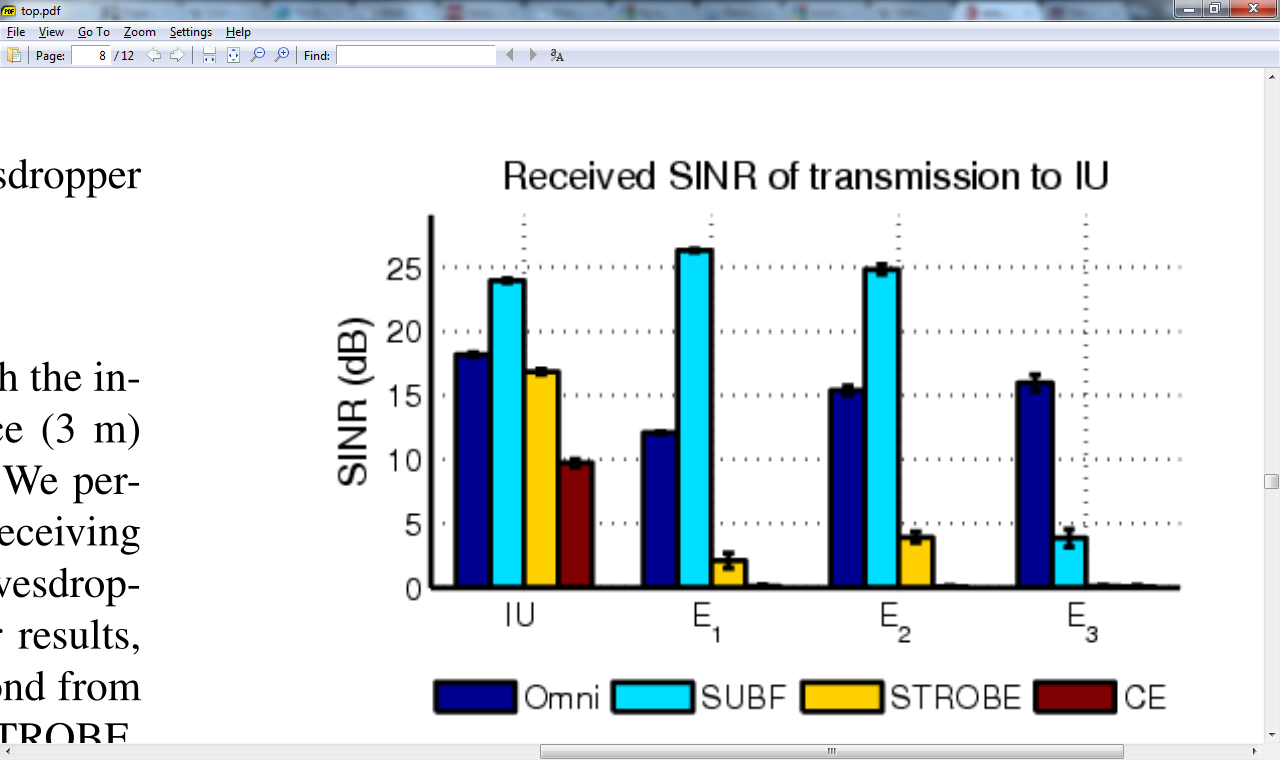 top.pdf
File View Go To Zoom Settings Help
Page: 8 / 12 Find:
sdropper
h the in-
ce (3 m)
We per-
eceiving
vesdrop-
r results,
ond from
TROBE
Received SINR of transmission to IU
SINR (dB)
25
20
15
10
5
0
IU E1 E2 E3
Omni SUBF STROBE CE